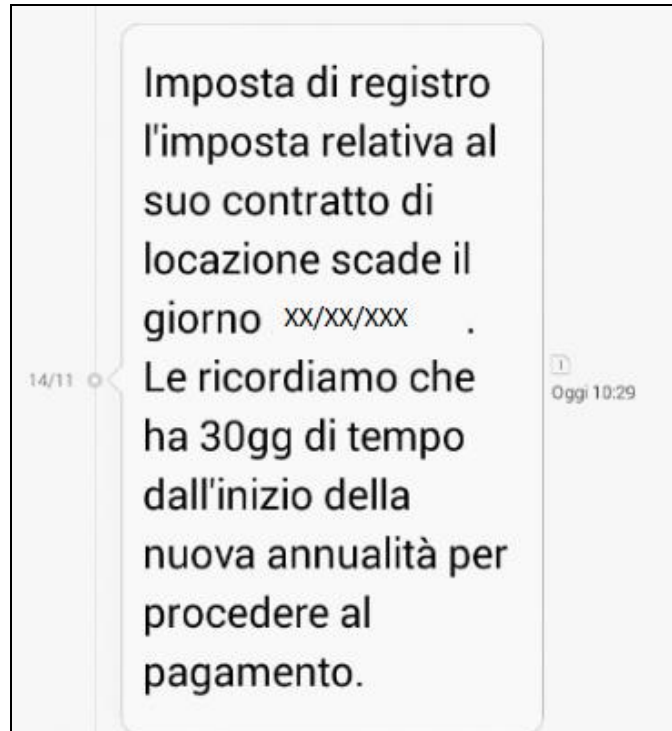 Imposta di registro
l'imposta relativa al
suo contratto di
locazione scade il
giorno XX/XX/XXX .
14/11 Le ricordiamo che
1
Oggi 10:29
ha 30gg di tempo
dall'inizio della
nuova annualità per
procedere al
pagamento.